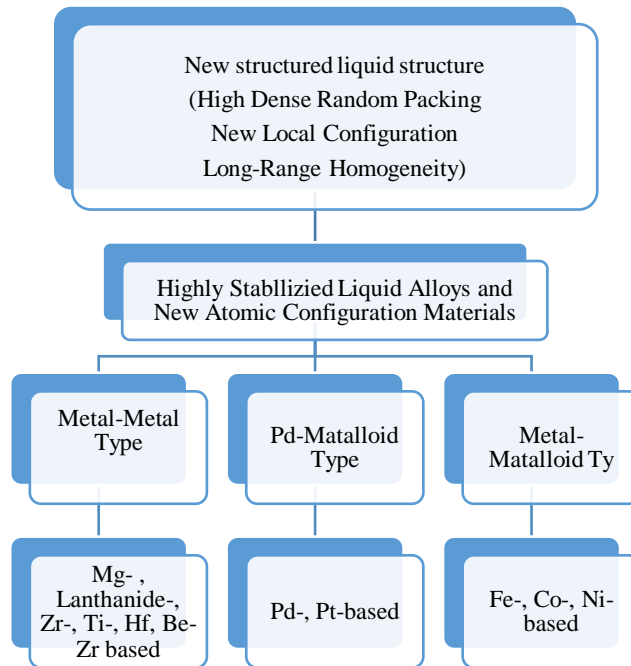 New structured liquid structure
(High Dense Random Packing
New Local Configuration
Long-Range Homogeneity)
Highly Stabllizied Liquid Alloys and
New Atomic Configuration Materials
Metal-Metal
Type
Pd-Matalloid
Type
Metal-
Matalloid Ty
Mg- ,
Lanthanide-,
Zr-, Ti-, Hf, Be-
Zr based
Pd-, Pt-based
Fe-, Co-, Ni-
based